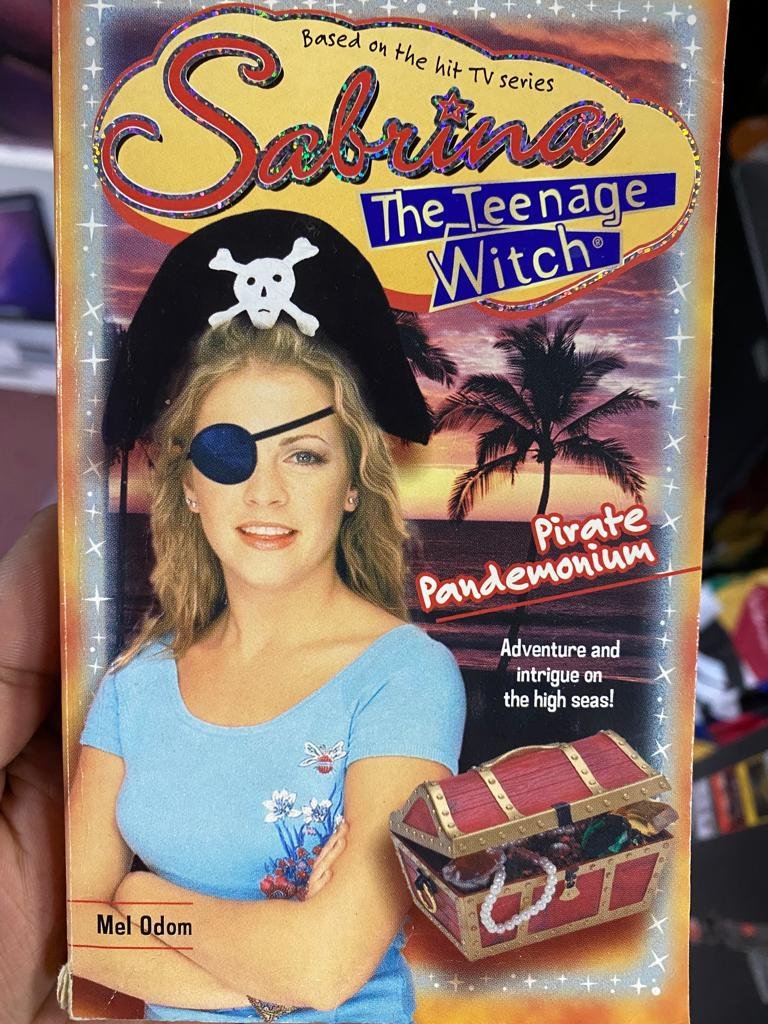 Based on the hit TV series
Sabrina
The Teenage
Witch®
Pirate
Pandemonium
Adventure and
intrigue on
the high seas!
Mel Odom